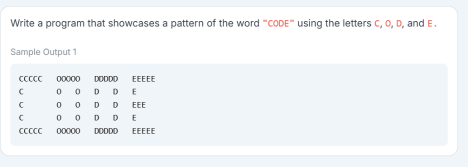 Write a program that showcases a pattern of the word "CODE" using the letters C, O, D, and E.
Sample Output 1
CCCCC   OOOOO   DDDDD   EEEEE
C       O   O   D   D   E
C       O   O   D   D   EEE
C       O   O   D   D   E
CCCCC   OOOOO   DDDDD   EEEEE